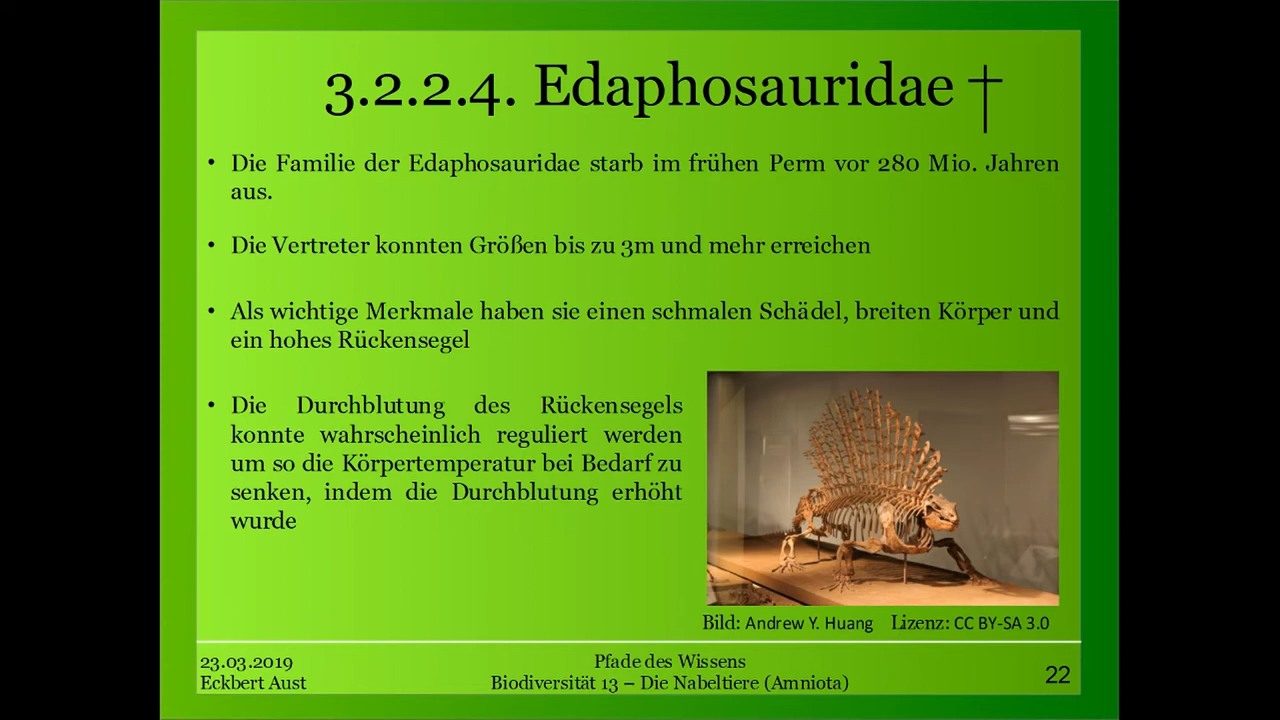 3.2.2.4. Edaphosauridae †
• Die Familie der Edaphosauridae starb im frühen Perm vor 280 Mio. Jahren
aus.
• Die Vertreter konnten Größen bis zu 3m und mehr erreichen
• Als wichtige Merkmale haben sie einen schmalen Schädel, breiten Körper und
ein hohes Rückensegel
• Die Durchblutung des Rückensegels
konnte wahrscheinlich reguliert werden
um so die Körpertemperatur bei Bedarf zu
senken, indem die Durchblutung erhöht
wurde
Bild: Andrew Y. Huang Lizenz: CC BY-SA 3.0
23.03.2019
Eckbert Aust
Pfade des Wissens
Biodiversität 13 – Die Nabeltiere (Amniota)
22